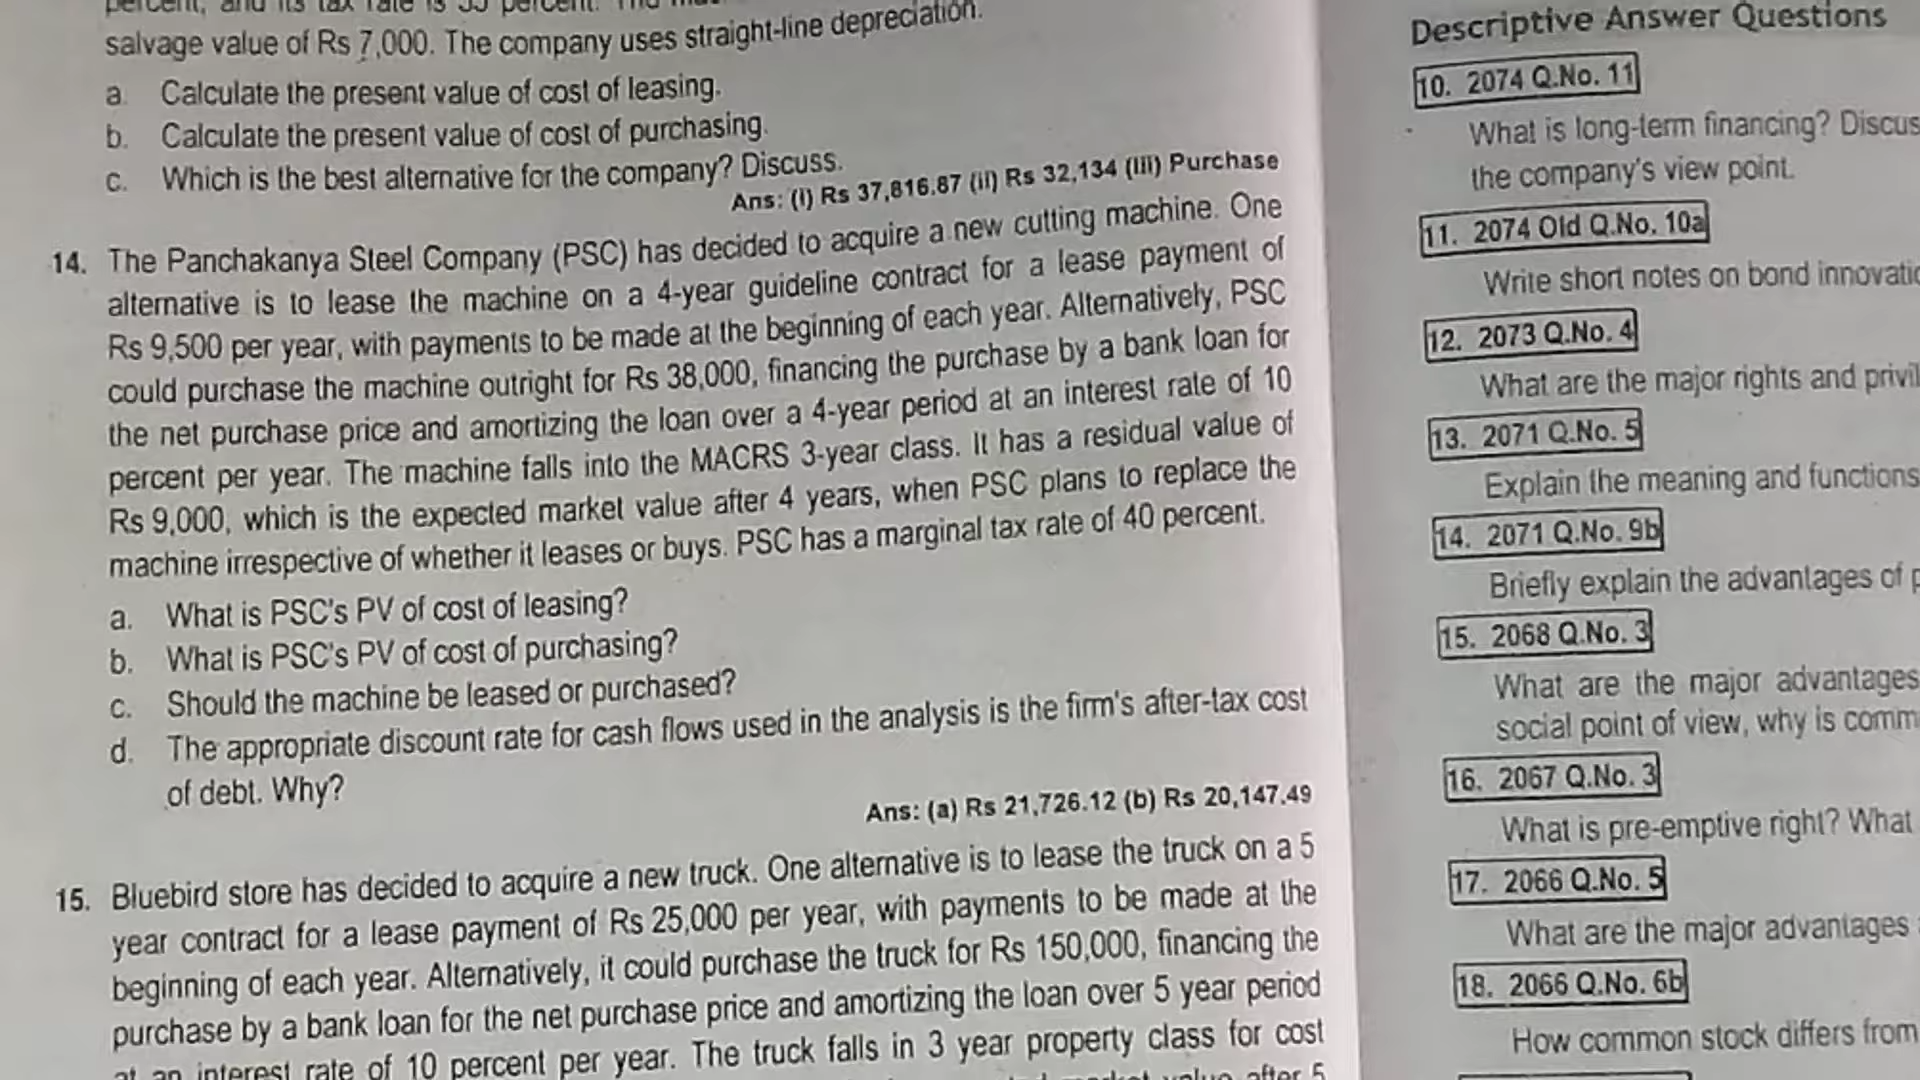 salvage value of Rs 7,000. The company uses straight-line depreciation.
a. Calculate the present value of cost of leasing.
b. Calculate the present value of cost of purchasing.
c. Which is the best alternative for the company? Discuss.
Ans: (i) Rs 37,816.87 (ii) Rs 32,134 (iii) Purchase
14. The Panchakanya Steel Company (PSC) has decided to acquire a new cutting machine. One
alternative is to lease the machine on a 4-year guideline contract for a lease payment of
Rs 9,500 per year, with payments to be made at the beginning of each year. Alternatively, PSC
could purchase the machine outright for Rs 38,000, financing the purchase by a bank loan for
the net purchase price and amortizing the loan over a 4-year period at an interest rate of 10
percent per year. The machine falls into the MACRS 3-year class. It has a residual value of
Rs 9,000, which is the expected market value after 4 years, when PSC plans to replace the
machine irrespective of whether it leases or buys. PSC has a marginal tax rate of 40 percent.
a. What is PSC's PV of cost of leasing?
b. What is PSC's PV of cost of purchasing?
c. Should the machine be leased or purchased?
d. The appropriate discount rate for cash flows used in the analysis is the firm's after-tax cost
of debt. Why?
Ans: (a) Rs 21,726.12 (b) Rs 20,147.49
15. Bluebird store has decided to acquire a new truck. One alternative is to lease the truck on a 5
year contract for a lease payment of Rs 25,000 per year, with payments to be made at the
beginning of each year. Alternatively, it could purchase the truck for Rs 150,000, financing the
purchase by a bank loan for the net purchase price and amortizing the loan over 5 year period
at an interest rate of 10 percent per year. The truck falls in 3 year property class for cost
after 5
Descriptive Answer Questions
10. 2074 Q.No. 11
What is long-term financing? Discus
the company's view point.
11. 2074 Old Q.No. 10a
Write short notes on bond innovatio
12. 2073 Q.No. 4
What are the major rights and privil
13. 2071 Q.No. 5
Explain the meaning and functions
14. 2071 Q.No. 9b
Briefly explain the advantages of p
15. 2068 Q.No. 3
What are the major advantages
social point of view, why is comm
16. 2067 Q.No. 3
What is pre-emptive right? What
17. 2066 Q.No. 5
What are the major advantages
18. 2066 Q.No. 6b
How common stock differs from